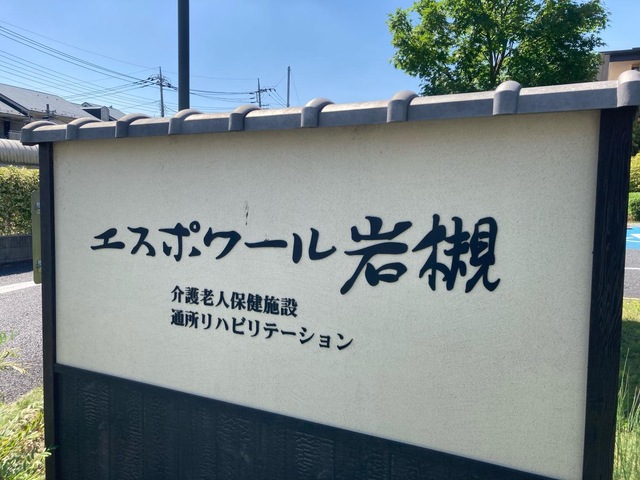 エスポワール岩槻
介護老人保健施設
通所リハビリテーション